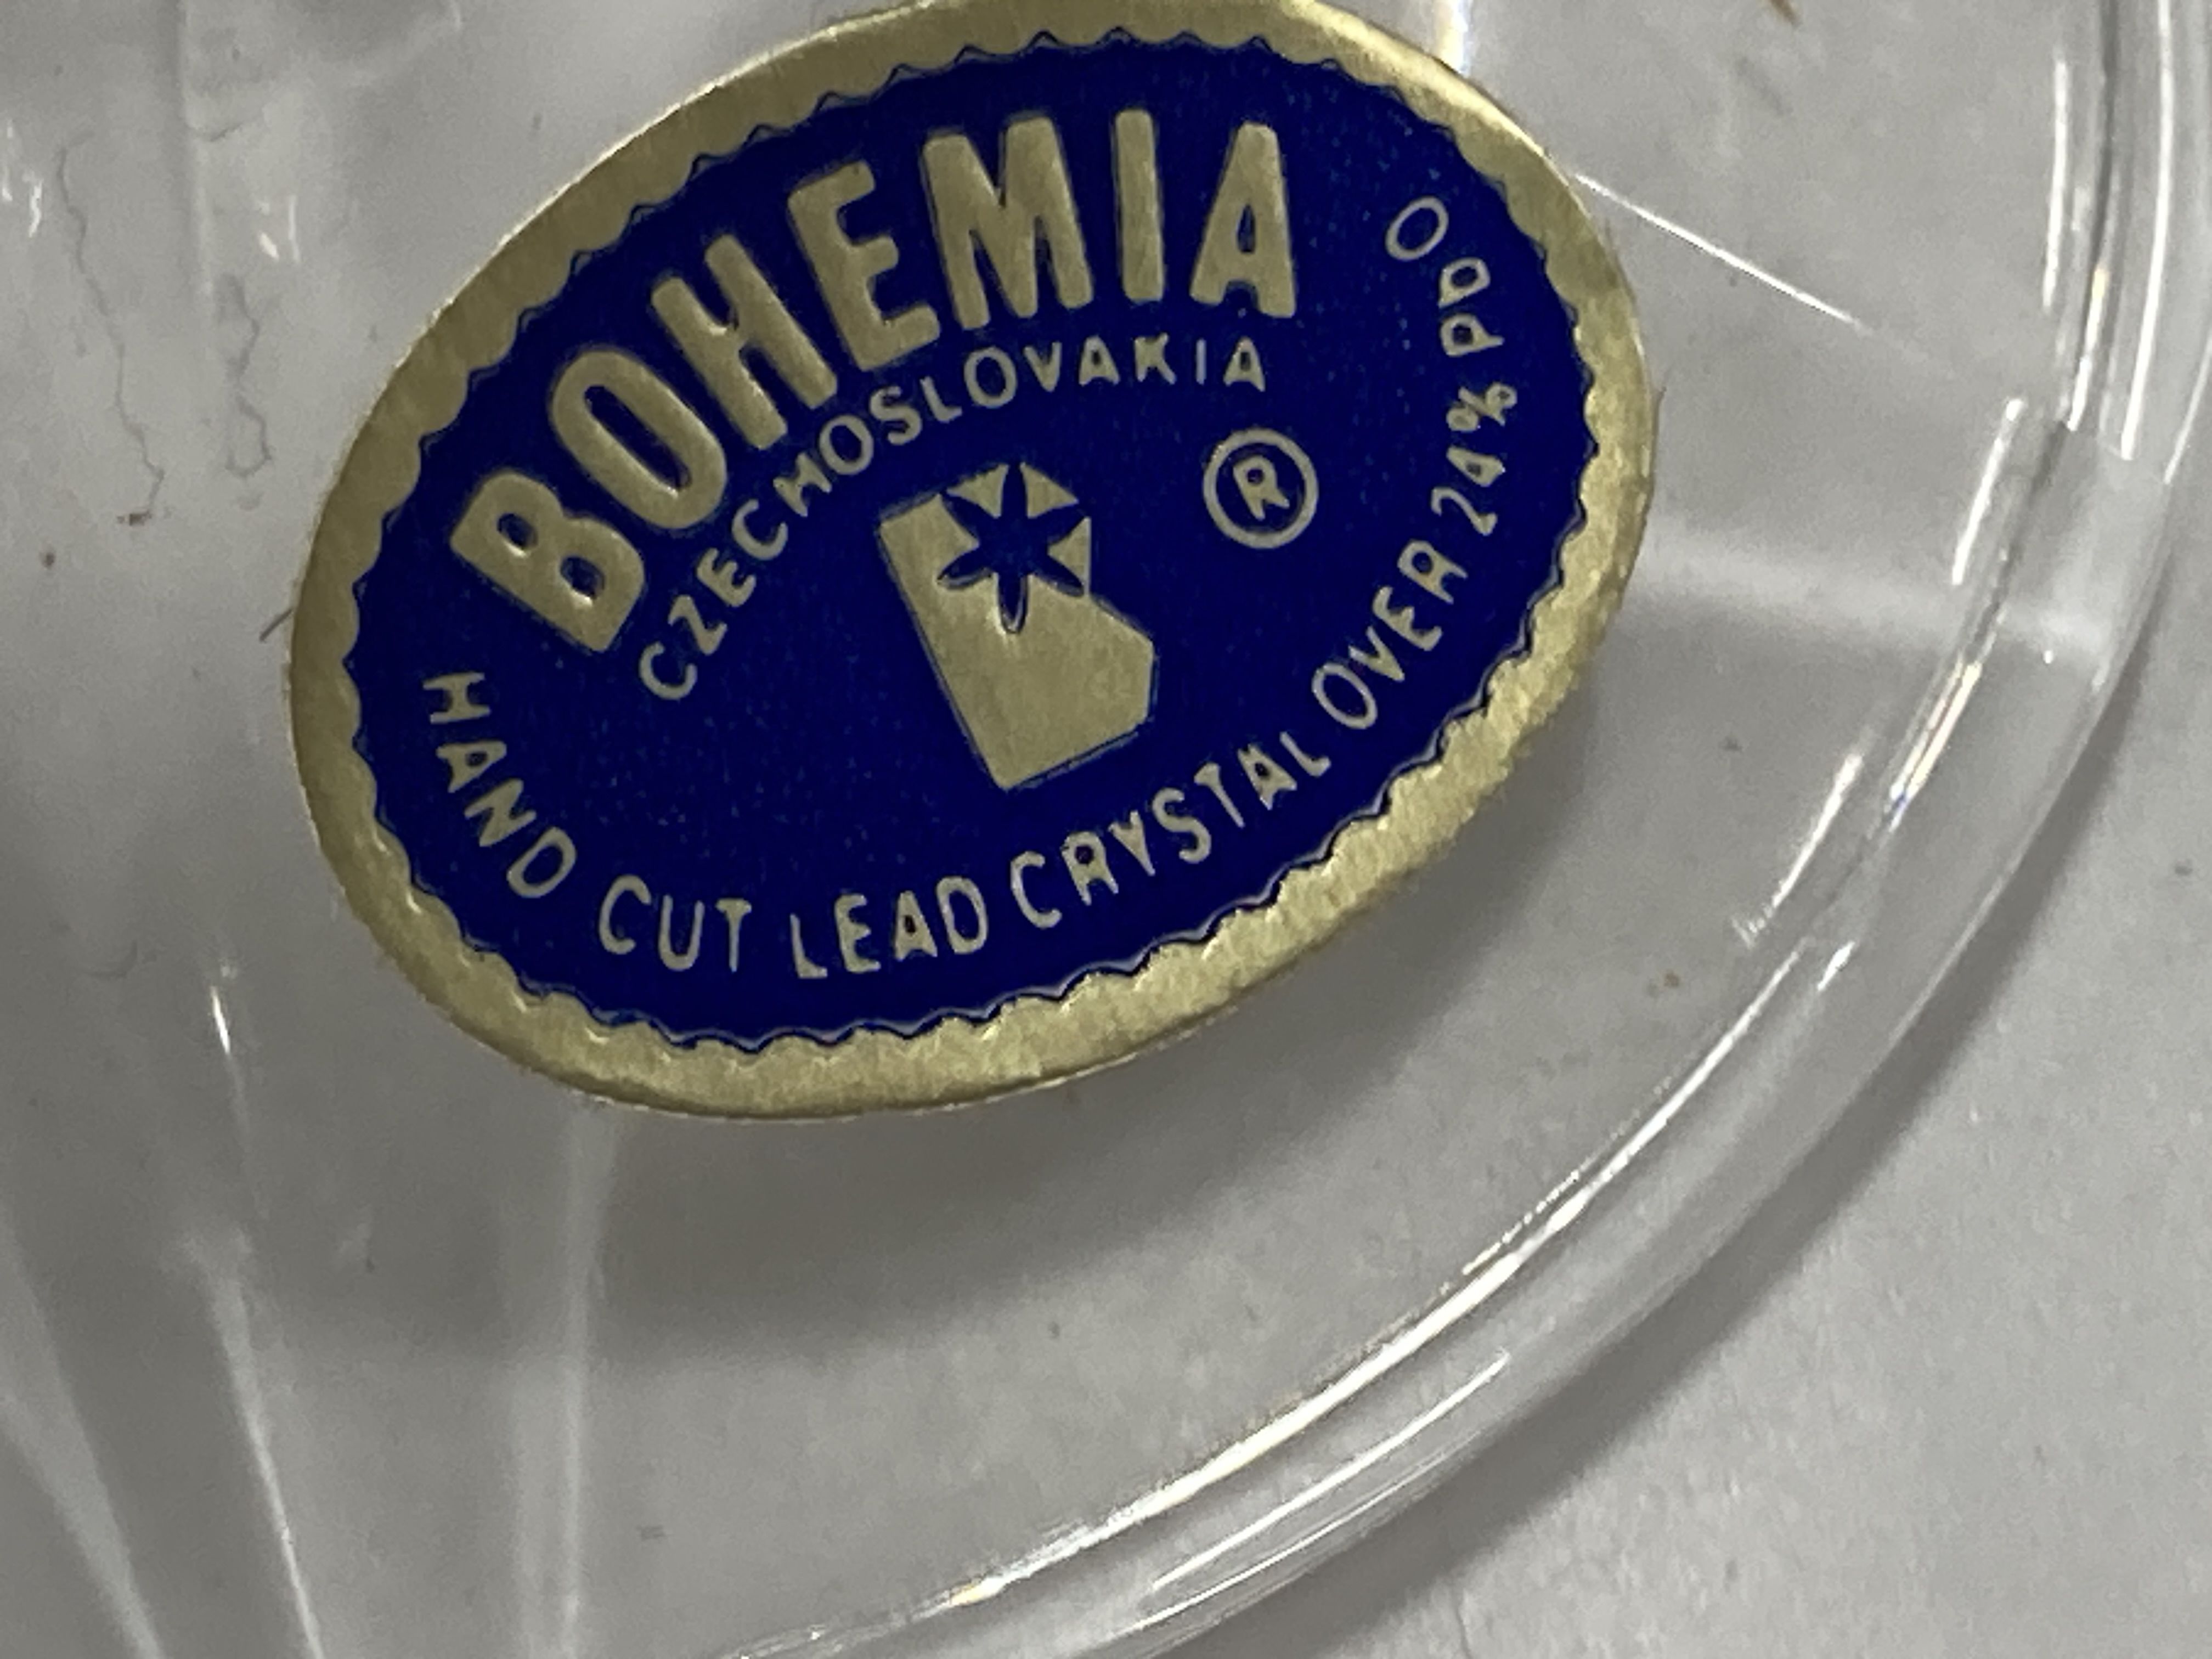 BOHEMIA
CZECHOSLOVAKIA
®
HAND CUT LEAD CRYSTAL OVER 24% PbO